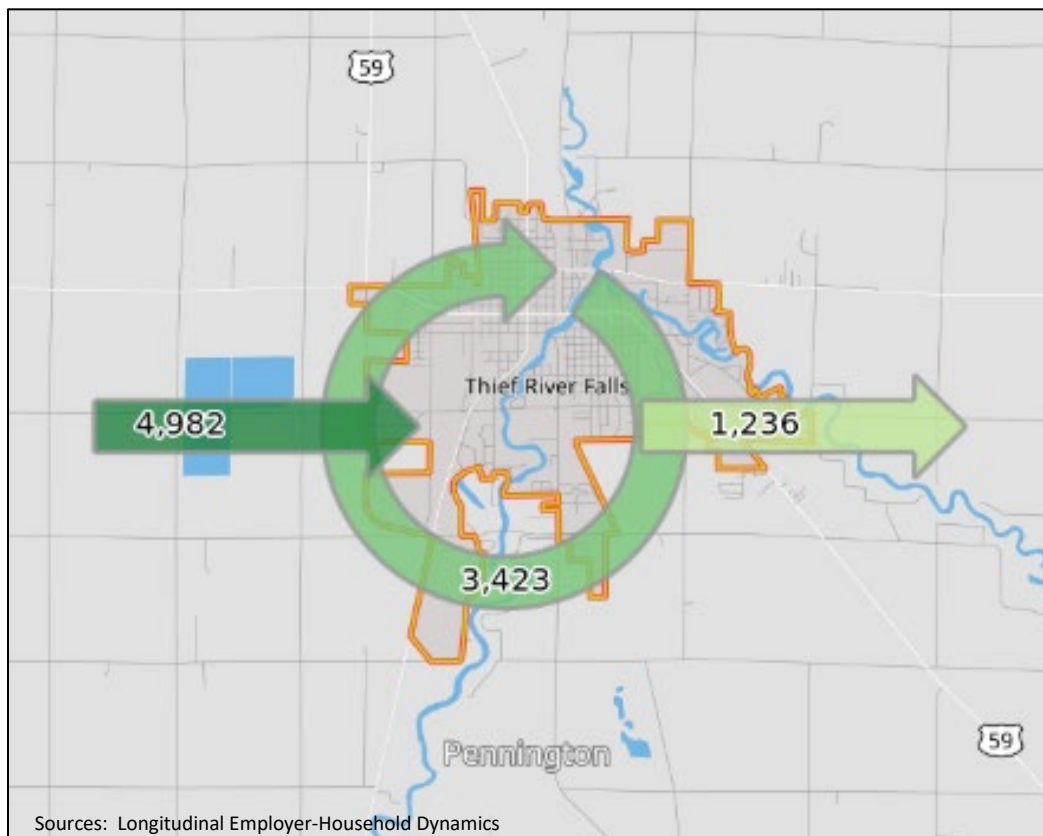 59
Thief River Falls
4,982
1,236
3,423
59
Pennington
Sources: Longitudinal Employer-Household Dynamics